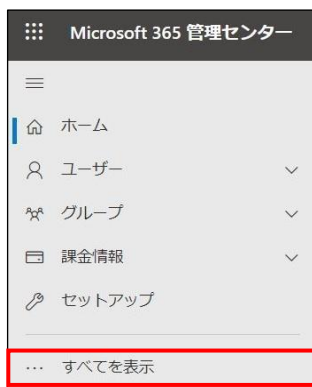 Microsoft 365 管理センター
ホーム
ユーザー
グループ
課金情報
セットアップ
… すべてを表示